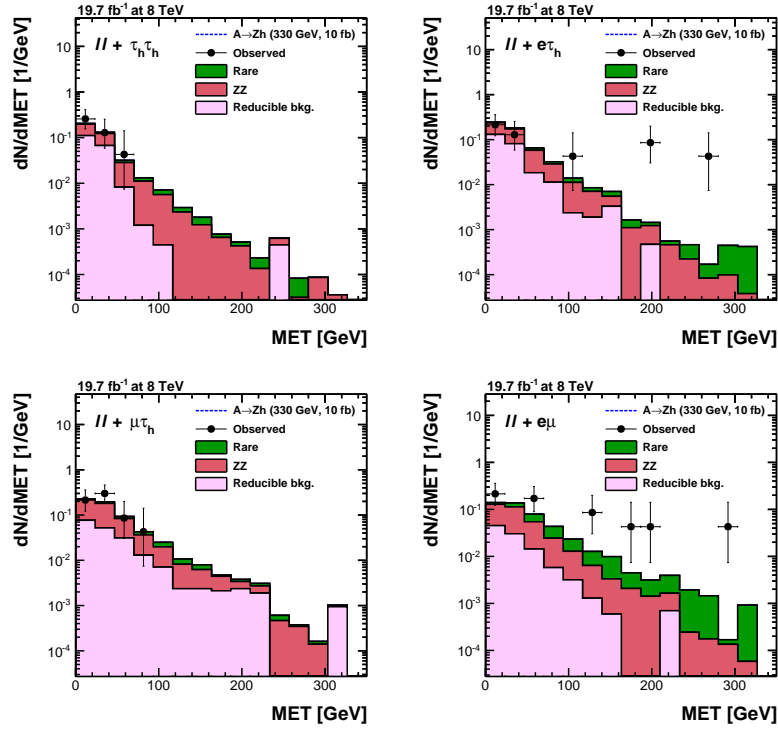 19.7 fb⁻¹ at 8 TeV
dN/dMET [1/GeV]
ll + τₕτₕ
A→Zh (330 GeV, 10 fb)
Observed
Rare
ZZ
Reducible bkg.
10
1
10⁻¹
10⁻²
10⁻³
10⁻⁴
0 100 200 300
MET [GeV]
19.7 fb⁻¹ at 8 TeV
dN/dMET [1/GeV]
ll + eτₕ
A→Zh (330 GeV, 10 fb)
Observed
Rare
ZZ
Reducible bkg.
10
1
10⁻¹
10⁻²
10⁻³
10⁻⁴
0 100 200 300
MET [GeV]
19.7 fb⁻¹ at 8 TeV
dN/dMET [1/GeV]
ll + μτₕ
A→Zh (330 GeV, 10 fb)
Observed
Rare
ZZ
Reducible bkg.
10
1
10⁻¹
10⁻²
10⁻³
10⁻⁴
0 100 200 300
MET [GeV]
19.7 fb⁻¹ at 8 TeV
dN/dMET [1/GeV]
ll + eμ
A→Zh (330 GeV, 10 fb)
Observed
Rare
ZZ
Reducible bkg.
10
1
10⁻¹
10⁻²
10⁻³
10⁻⁴
0 100 200 300
MET [GeV]